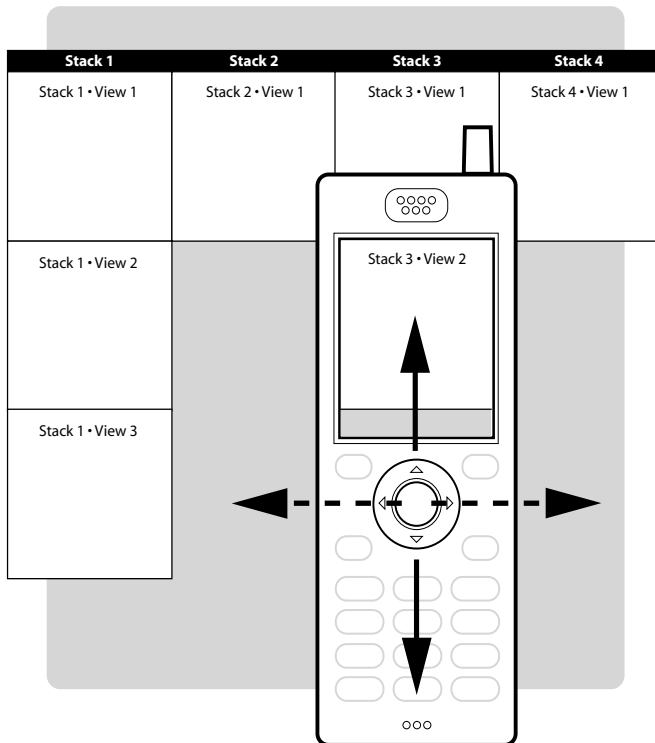 Stack 1 Stack 2 Stack 3 Stack 4
Stack 1 • View 1 Stack 2 • View 1 Stack 3 • View 1 Stack 4 • View 1
Stack 1 • View 2 Stack 3 • View 2
Stack 1 • View 3